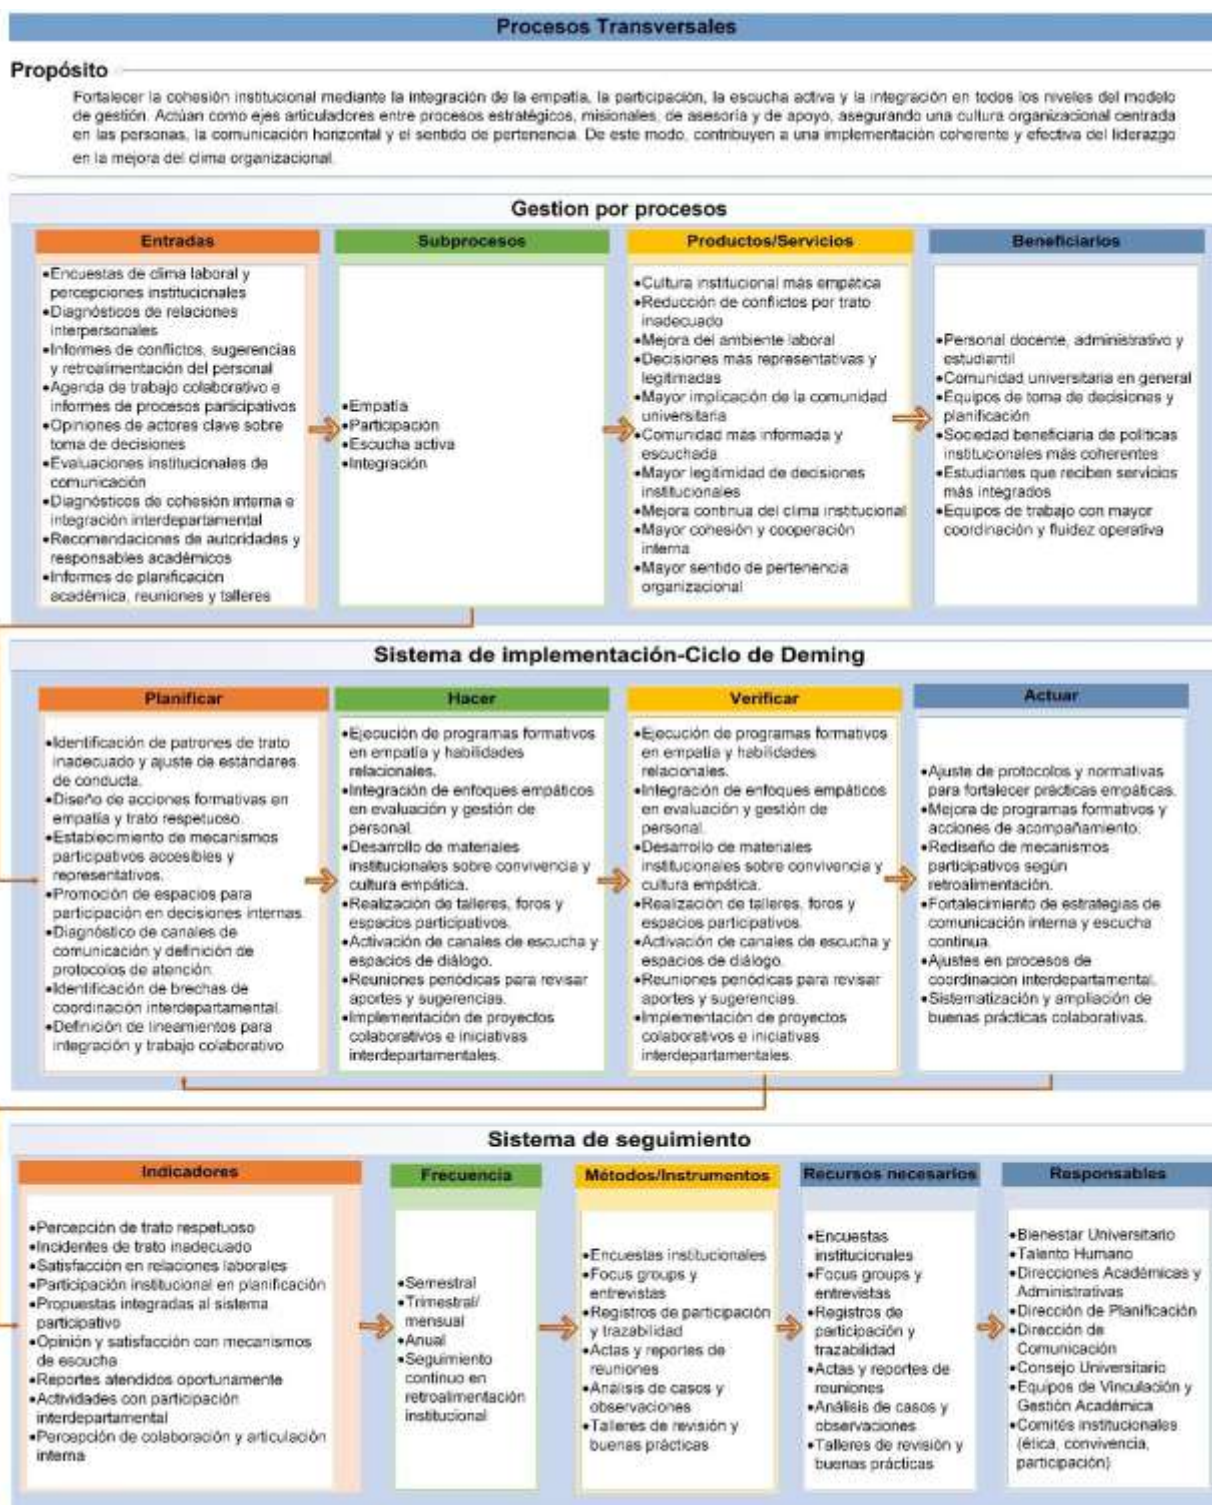 Procesos Transversales
Propósito
Fortalecer la cohesión institucional mediante la integración de la empatía, la participación, la escucha activa y la integración en todos los niveles del modelo
de gestión. Actúan como ejes articuladores entre procesos estratégicos, misionales, de asesoría y de apoyo, asegurando una cultura organizacional centrada
en las personas, la comunicación horizontal y el sentido de pertenencia. De este modo, contribuyen a una implementación coherente y efectiva del liderazgo
en la mejora del clima organizacional.
Gestion por procesos
Entradas
•Encuestas de clima laboral y
percepciones institucionales
•Diagnósticos de relaciones
interpersonales
•Informes de conflictos, sugerencias
y retroalimentación del personal
•Agenda de trabajo colaborativo e
informes de procesos participativos
•Opiniones de actores clave sobre
toma de decisiones
•Evaluaciones institucionales de
comunicación
•Diagnósticos de cohesión interna e
integración interdepartamental
•Recomendaciones de autoridades y
responsables académicos
•Informes de planificación
académica, reuniones y talleres
Subprocesos
•Empatía
•Participación
•Escucha activa
•Integración
Productos/Servicios
•Cultura institucional más empática
•Reducción de conflictos por trato
inadecuado
•Mejora del ambiente laboral
•Decisiones más representativas y
legitimadas
•Mayor implicación de la comunidad
universitaria
•Comunidad más informada y
escuchada
•Mayor legitimidad de decisiones
institucionales
•Mejora continua del clima institucional
•Mayor cohesión y cooperación
interna
•Mayor sentido de pertenencia
organizacional
Beneficiarios
•Personal docente, administrativo y
estudiantil
•Comunidad universitaria en general
•Equipos de toma de decisiones y
planificación
•Sociedad beneficiaria de políticas
institucionales más coherentes
•Estudiantes que reciben servicios
más integrados
•Equipos de trabajo con mayor
coordinación y fluidez operativa
Sistema de implementación-Ciclo de Deming
Planificar
•Identificación de patrones de trato
inadecuado y ajuste de estándares
de conducta.
•Diseño de acciones formativas en
empatía y trato respetuoso.
•Establecimiento de mecanismos
participativos accesibles y
representativos.
•Promoción de espacios para
participación en decisiones internas.
•Diagnóstico de canales de
comunicación y definición de
protocolos de atención.
•Identificación de brechas de
coordinación interdepartamental.
•Definición de lineamientos para
integración y trabajo colaborativo
Hacer
•Ejecución de programas formativos
en empatía y habilidades
relacionales.
•Integración de enfoques empáticos
en evaluación y gestión de
personal.
•Desarrollo de materiales
institucionales sobre convivencia y
cultura empática.
•Realización de talleres, foros y
espacios participativos.
•Activación de canales de escucha y
espacios de diálogo.
•Reuniones periódicas para revisar
aportes y sugerencias.
•Implementación de proyectos
colaborativos e iniciativas
interdepartamentales.
Verificar
•Ejecución de programas formativos
en empatía y habilidades
relacionales.
•Integración de enfoques empáticos
en evaluación y gestión de
personal.
•Desarrollo de materiales
institucionales sobre convivencia y
cultura empática.
•Realización de talleres, foros y
espacios participativos.
•Activación de canales de escucha y
espacios de diálogo.
•Reuniones periódicas para revisar
aportes y sugerencias.
•Implementación de proyectos
colaborativos e iniciativas
interdepartamentales.
Actuar
•Ajuste de protocolos y normativas
para fortalecer prácticas empáticas.
•Mejora de programas formativos y
acciones de acompañamiento.
•Rediseño de mecanismos
participativos según
retroalimentación.
•Fortalecimiento de estrategias de
comunicación interna y escucha
continua.
•Ajustes en procesos de
coordinación interdepartamental.
•Sistematización y ampliación de
buenas prácticas colaborativas.
Sistema de seguimiento
Indicadores
•Percepción de trato respetuoso
•Incidentes de trato inadecuado
•Satisfacción en relaciones laborales
•Participación institucional en planificación
•Propuestas integradas al sistema
participativo
•Opinión y satisfacción con mecanismos
de escucha
•Reportes atendidos oportunamente
•Actividades con participación
interdepartamental
•Percepción de colaboración y articulación
interna
Frecuencia
•Semestral
•Trimestral/
mensual
•Anual
•Seguimiento
continuo en
retroalimentación
institucional
Métodos/Instrumentos
•Encuestas institucionales
•Focus groups y
entrevistas
•Registros de participación
y trazabilidad
•Actas y reportes de
reuniones
•Análisis de casos y
observaciones
•Talleres de revisión y
buenas prácticas
Recursos necesarios
•Encuestas
institucionales
•Focus groups y
entrevistas
•Registros de
participación y
trazabilidad
•Actas y reportes de
reuniones
•Análisis de casos y
observaciones
•Talleres de revisión y
buenas prácticas
Responsables
•Bienestar Universitario
•Talento Humano
•Direcciones Académicas y
Administrativas
•Dirección de Planificación
•Dirección de
Comunicación
•Consejo Universitario
•Equipos de Vinculación y
Gestión Académica
•Comités institucionales
(ética, convivencia,
participación)